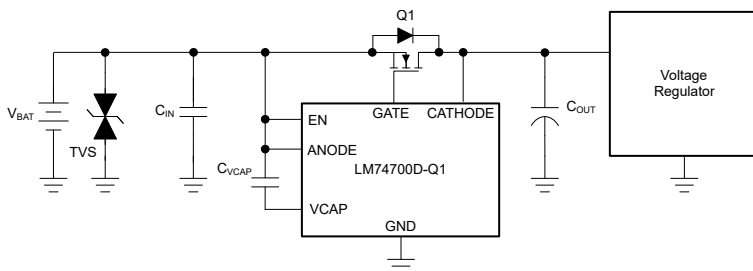 Q1
Voltage
Regulator
V_BAT
TVS
C_IN
C_VCAP
EN
ANODE
VCAP
GATE
CATHODE
LM74700D-Q1
GND
C_OUT